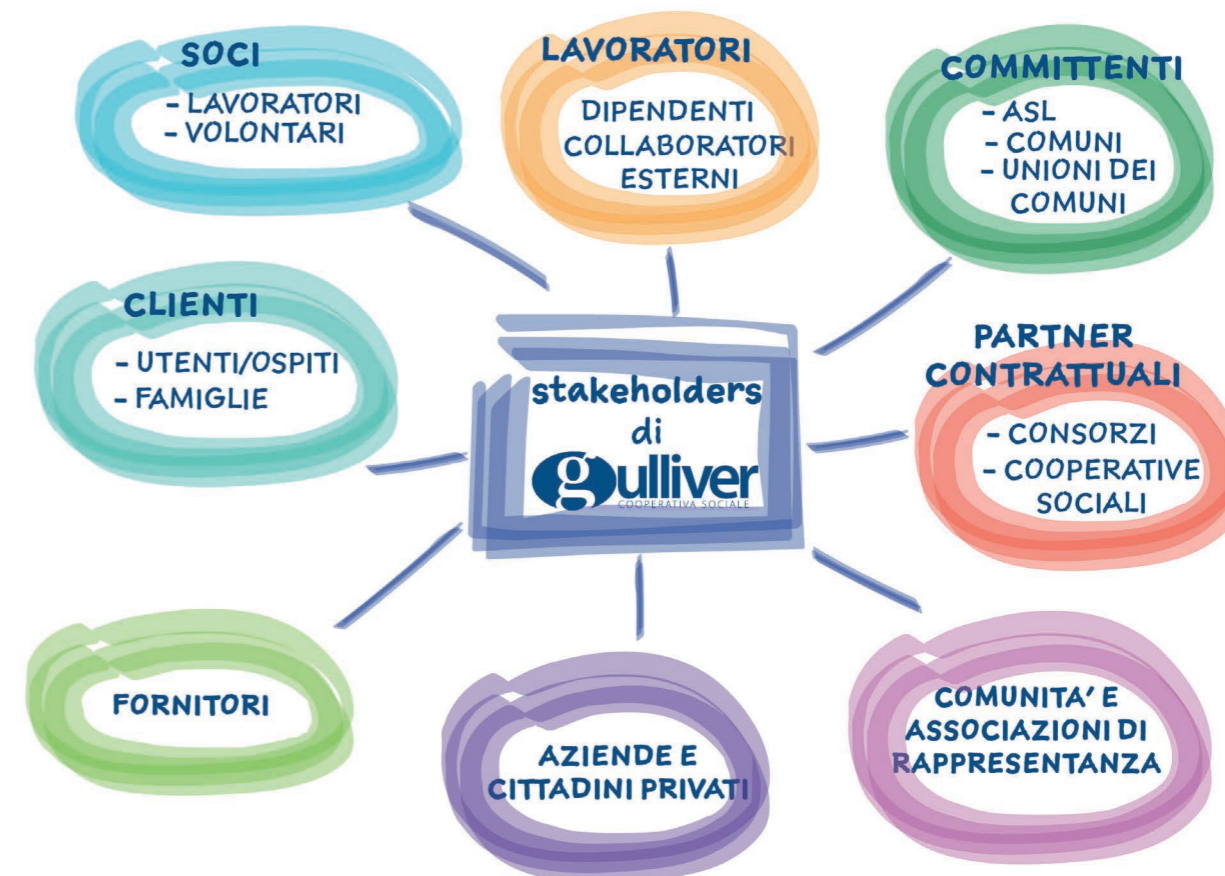 SOCI
- LAVORATORI
- VOLONTARI
LAVORATORI
DIPENDENTI
COLLABORATORI
ESTERNI
COMMITTENTI
- ASL
- COMUNI
- UNIONI DEI
COMUNI
CLIENTI
- UTENTI/OSPITI
- FAMIGLIE
stakeholders
di
gulliver
COOPERATIVA SOCIALE
PARTNER
CONTRATTUALI
- CONSORZI
- COOPERATIVE
SOCIALI
FORNITORI
AZIENDE E
CITTADINI PRIVATI
COMUNITA' E
ASSOCIAZIONI DI
RAPPRESENTANZA